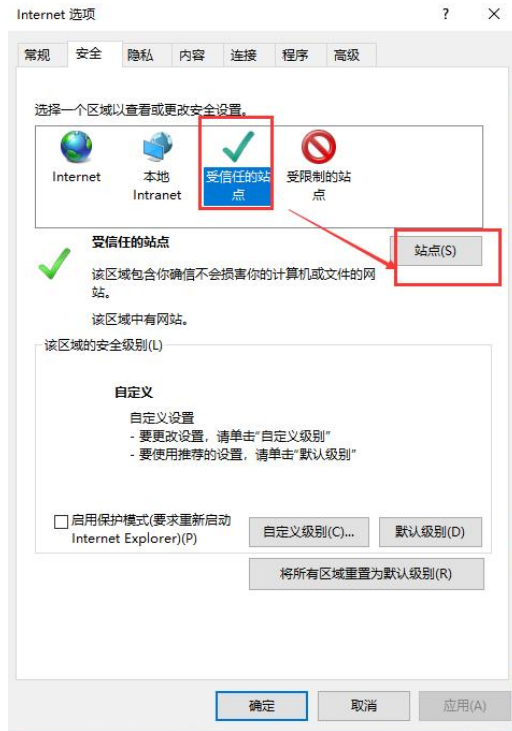 Internet 选项
?
×
常规 安全 隐私 内容 连接 程序 高级
选择一个区域以查看或更改安全设置。
Internet
本地
Intranet
受信任的站
点
受限制的站
点
受信任的站点
站点(S)
该区域包含你确信不会损害你的计算机或文件的网
站。
该区域中有网站。
该区域的安全级别(L)
自定义
自定义设置
- 要更改设置，请单击“自定义级别”
- 要使用推荐的设置，请单击“默认级别”
启用保护模式(要求重新启动
Internet Explorer)(P)
自定义级别(C)...
默认级别(D)
将所有区域重置为默认级别(R)
确定
取消
应用(A)